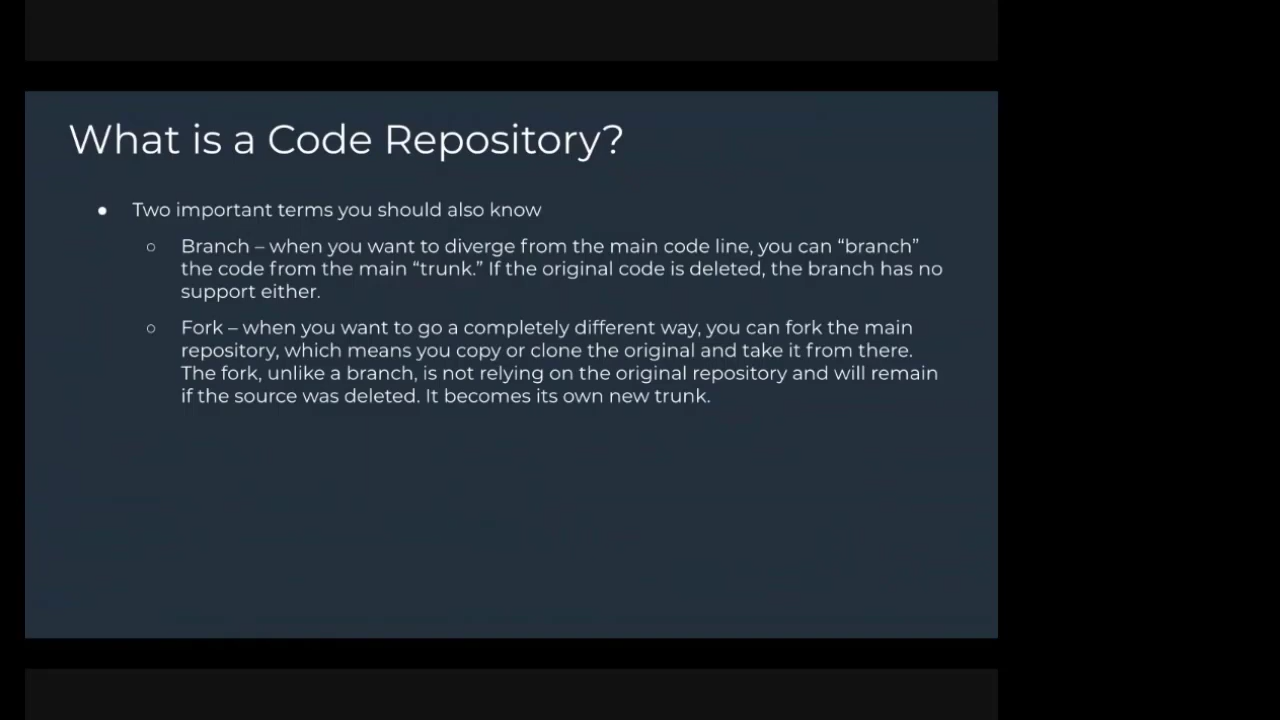 What is a Code Repository?
● Two important terms you should also know
○ Branch – when you want to diverge from the main code line, you can “branch”
the code from the main “trunk.” If the original code is deleted, the branch has no
support either.
○ Fork – when you want to go a completely different way, you can fork the main
repository, which means you copy or clone the original and take it from there.
The fork, unlike a branch, is not relying on the original repository and will remain
if the source was deleted. It becomes its own new trunk.